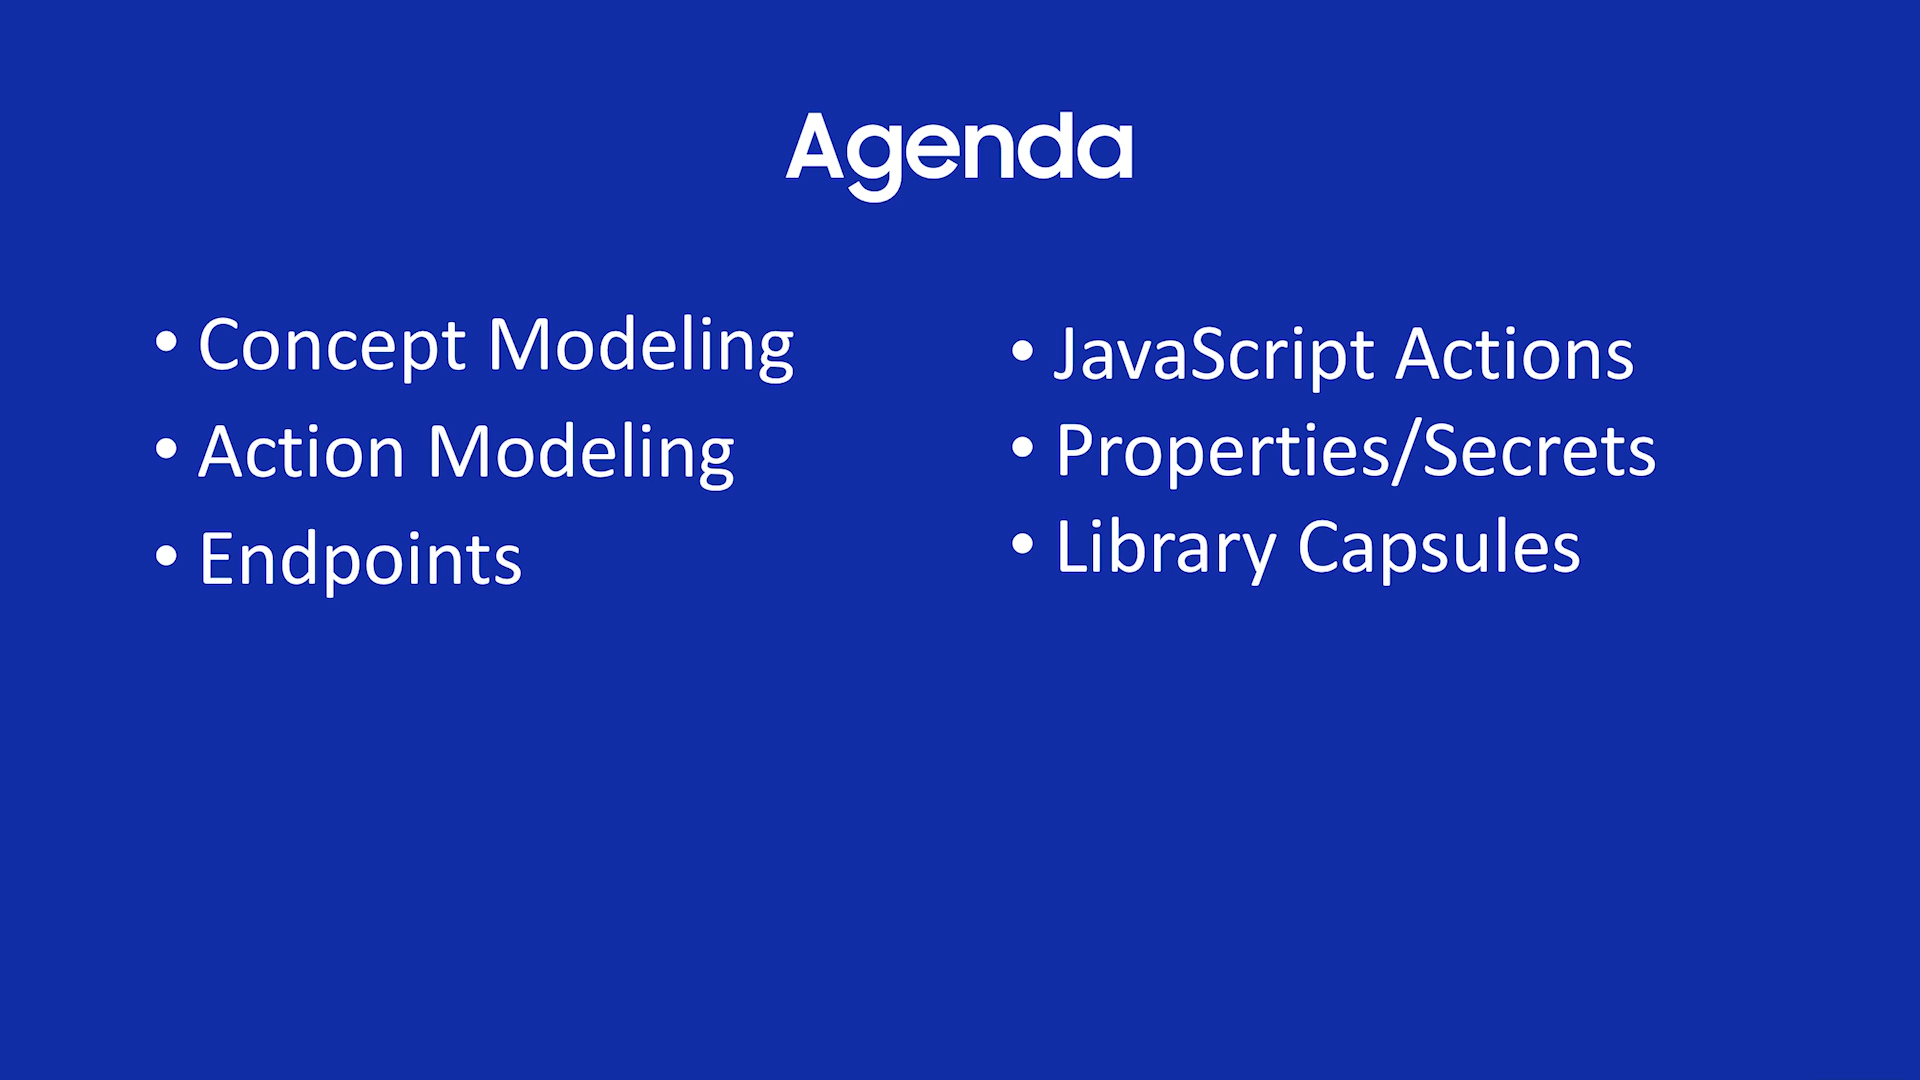 Agenda
• Concept Modeling
• Action Modeling
• Endpoints
• JavaScript Actions
• Properties/Secrets
• Library Capsules